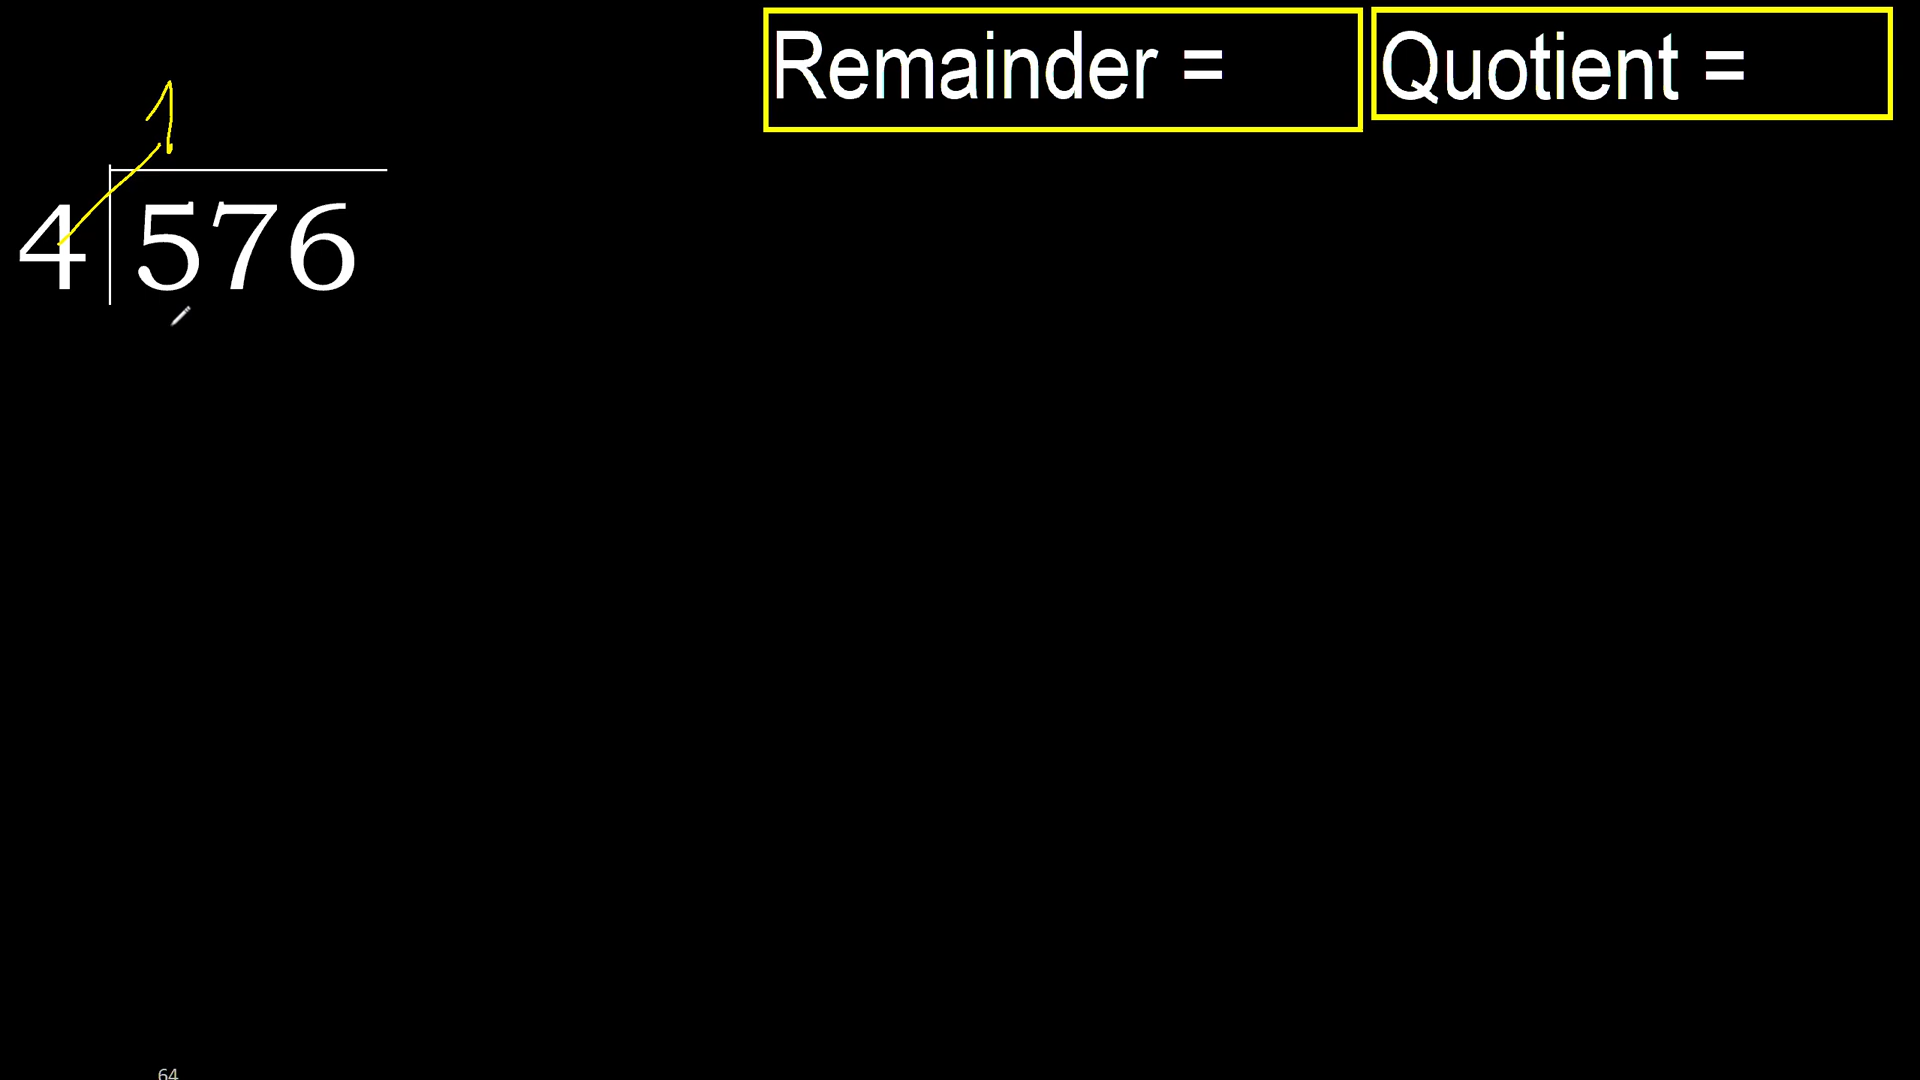 Remainder = Quotient =
1
4 576
64